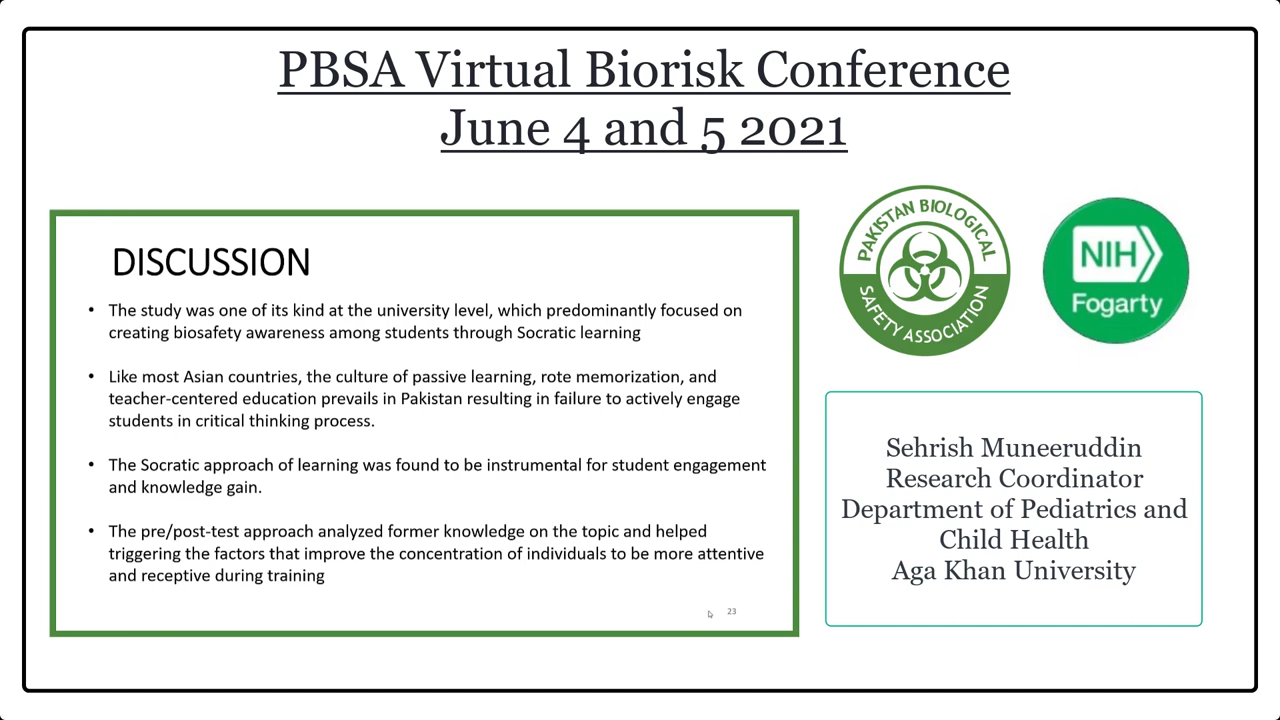 PBSA Virtual Biorisk Conference
June 4 and 5 2021
DISCUSSION
• The study was one of its kind at the university level, which predominantly focused on
creating biosafety awareness among students through Socratic learning
• Like most Asian countries, the culture of passive learning, rote memorization, and
teacher-centered education prevails in Pakistan resulting in failure to actively engage
students in critical thinking process.
• The Socratic approach of learning was found to be instrumental for student engagement
and knowledge gain.
• The pre/post-test approach analyzed former knowledge on the topic and helped
triggering the factors that improve the concentration of individuals to be more attentive
and receptive during training
23
PAKISTAN BIOLOGICAL
SAFETY ASSOCIATION
NIH
Fogarty
Sehrish Muneeruddin
Research Coordinator
Department of Pediatrics and
Child Health
Aga Khan University